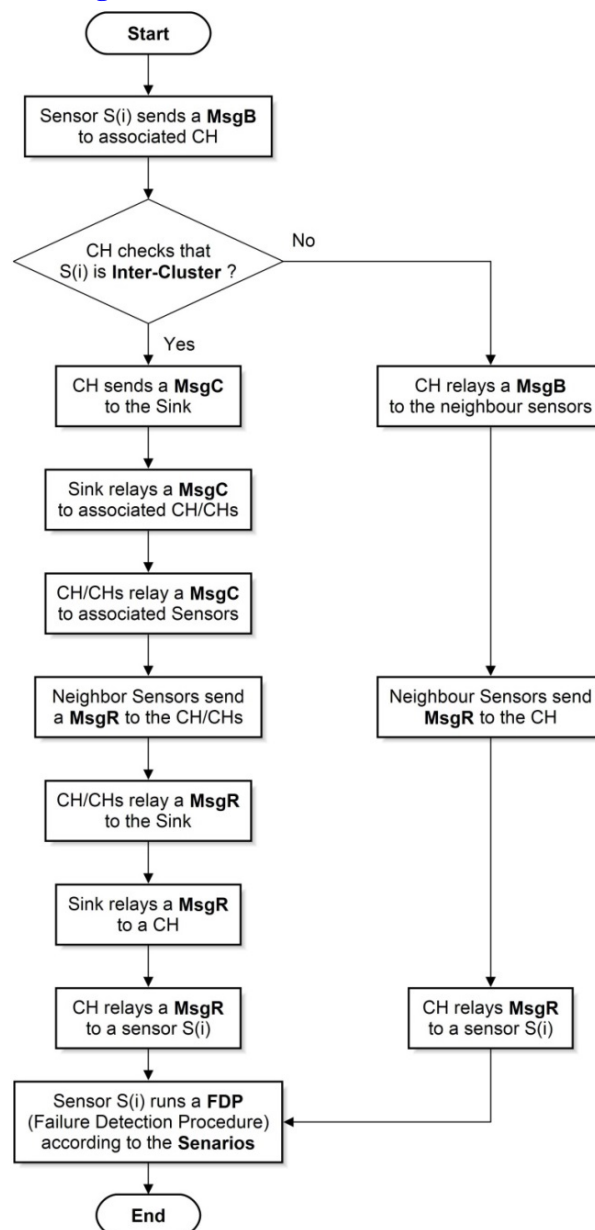 Start
Sensor S(i) sends a MsgB
to associated CH
CH checks that
S(i) is Inter-Cluster ?
No
Yes
CH sends a MsgC
to the Sink
CH relays a MsgB
to the neighbour sensors
Sink relays a MsgC
to associated CH/CHs
CH/CHs relay a MsgC
to associated Sensors
Neighbor Sensors send
a MsgR to the CH/CHs
Neighbour Sensors send
MsgR to the CH
CH/CHs relay a MsgR
to the Sink
Sink relays a MsgR
to a CH
CH relays a MsgR
to a sensor S(i)
CH relays MsgR
to a sensor S(i)
Sensor S(i) runs a FDP
(Failure Detection Procedure)
according to the Senarios
End